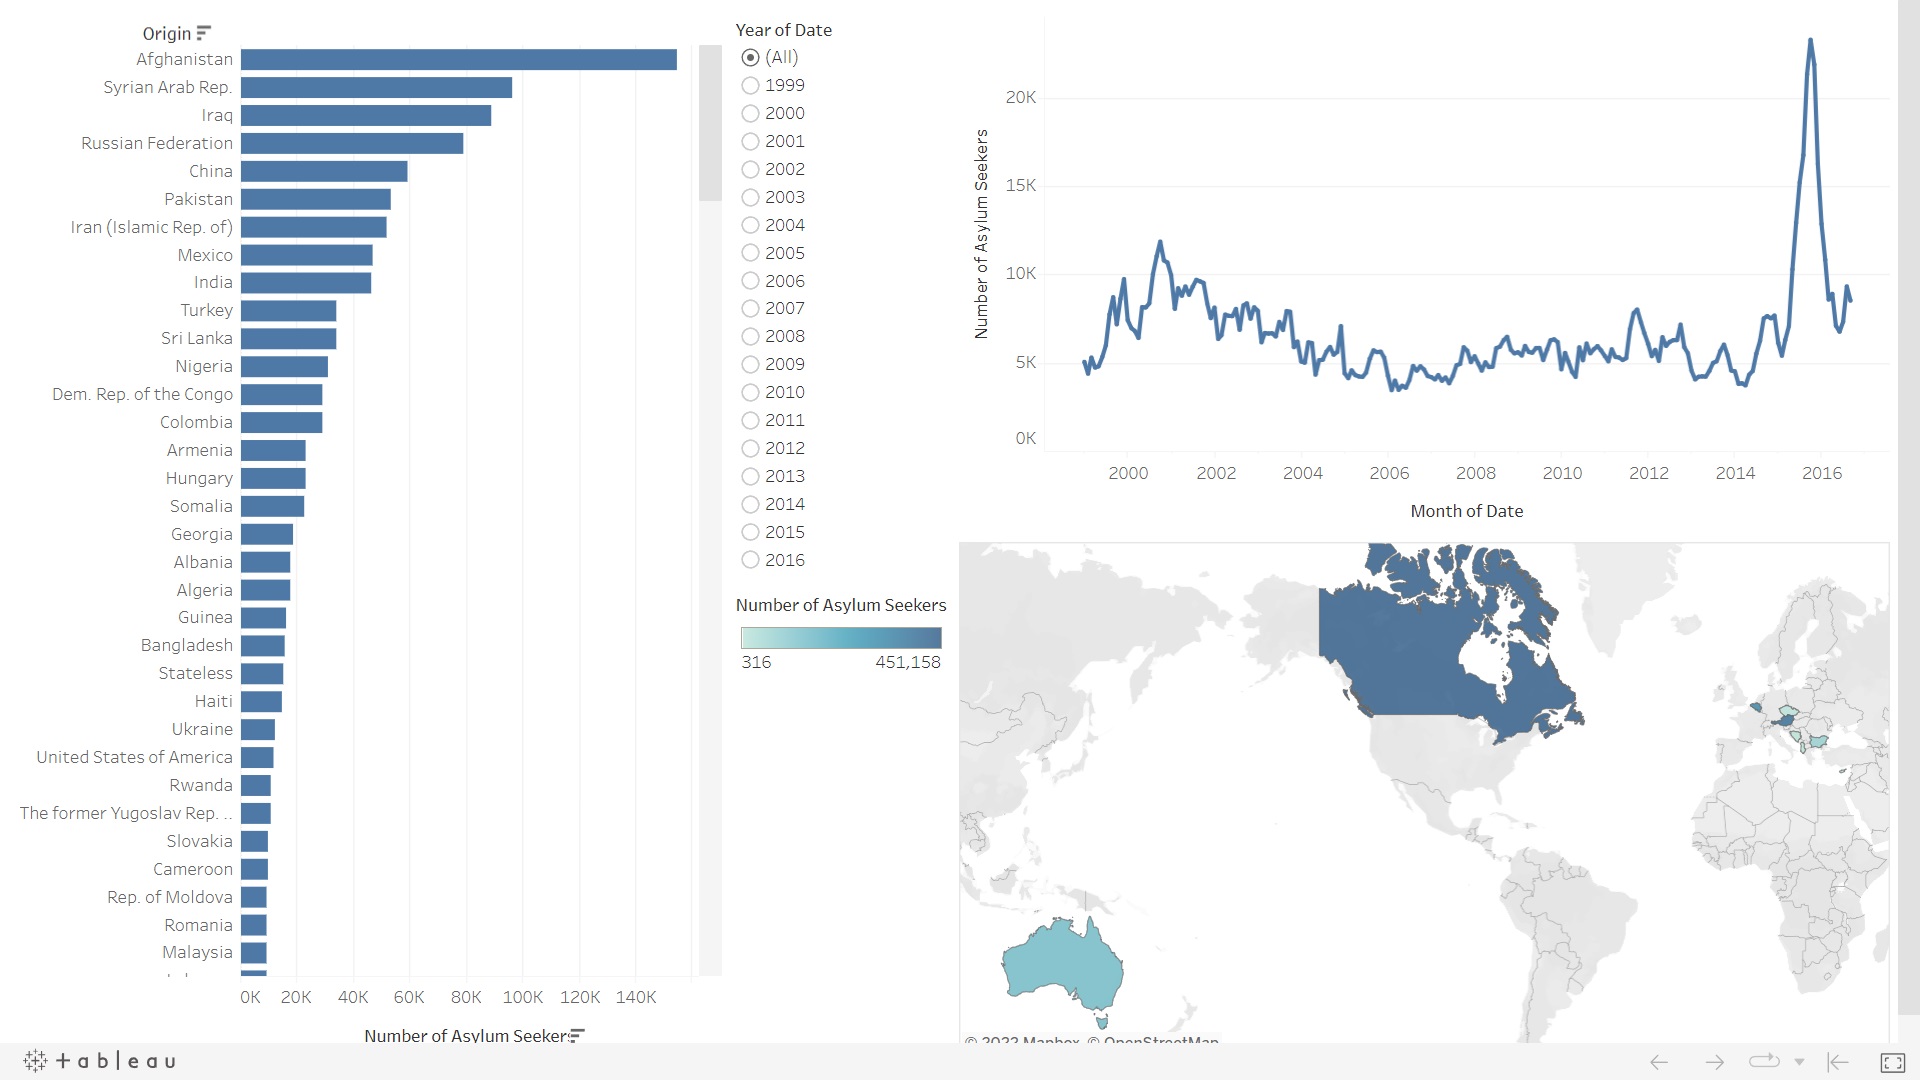 Origin
Afghanistan
Syrian Arab Rep.
Iraq
Russian Federation
China
Pakistan
Iran (Islamic Rep. of)
Mexico
India
Turkey
Sri Lanka
Nigeria
Dem. Rep. of the Congo
Colombia
Armenia
Hungary
Somalia
Georgia
Albania
Algeria
Guinea
Bangladesh
Stateless
Haiti
Ukraine
United States of America
Rwanda
The former Yugoslav Rep. ..
Slovakia
Cameroon
Rep. of Moldova
Romania
Malaysia
0K 20K 40K 60K 80K 100K 120K 140K
Number of Asylum Seekers
Year of Date
(All)
1999
2000
2001
2002
2003
2004
2005
2006
2007
2008
2009
2010
2011
2012
2013
2014
2015
2016
Number of Asylum Seekers
316 451,158
Number of Asylum Seekers
20K
15K
10K
5K
0K
2000 2002 2004 2006 2008 2010 2012 2014 2016
Month of Date
© 2022 Mapbox © OpenStreetMap
+ableau